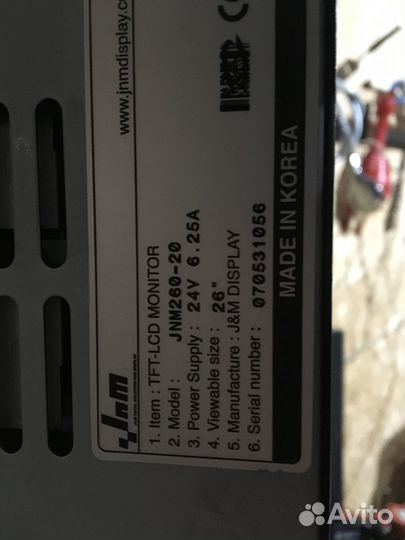 Jnm
www.jnmdisplay.co
CE
1. Item : TFT-LCD MONITOR
2. Model : JNM260-20
3. Power Supply : 24V 6.25A
4. Viewable size : 26"
5. Manufacture : J&M DISPLAY
6. Serial number : 070531056
MADE IN KOREA
Avito